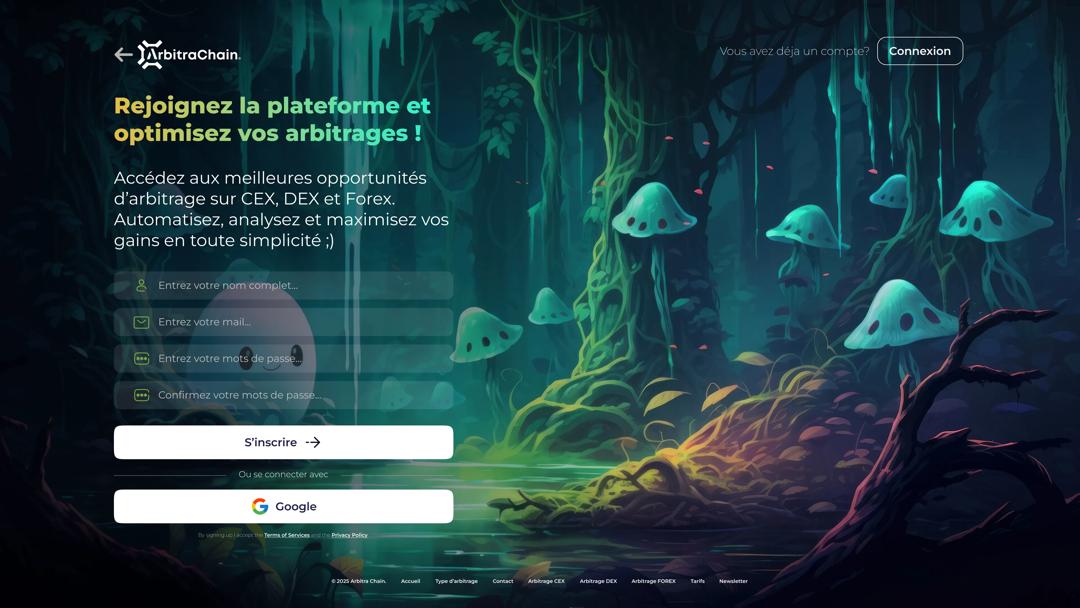 ArbitraChain.
Vous avez déja un compte?
Connexion
Rejoignez la plateforme et
optimisez vos arbitrages !
Accédez aux meilleures opportunités
d’arbitrage sur CEX, DEX et Forex.
Automatisez, analysez et maximisez vos
gains en toute simplicité ;)
Entrez votre nom complet...
Entrez votre mail...
Entrez votre mots de passe...
Confirmez votre mots de passe...
S’inscrire
Ou se connecter avec
Google
By signing up I accept the Terms of Services and the Privacy Policy
© 2025 Arbitra Chain. Accueil Type d’arbitrage Contact Arbitrage CEX Arbitrage DEX Arbitrage FOREX Tarifs Newsletter